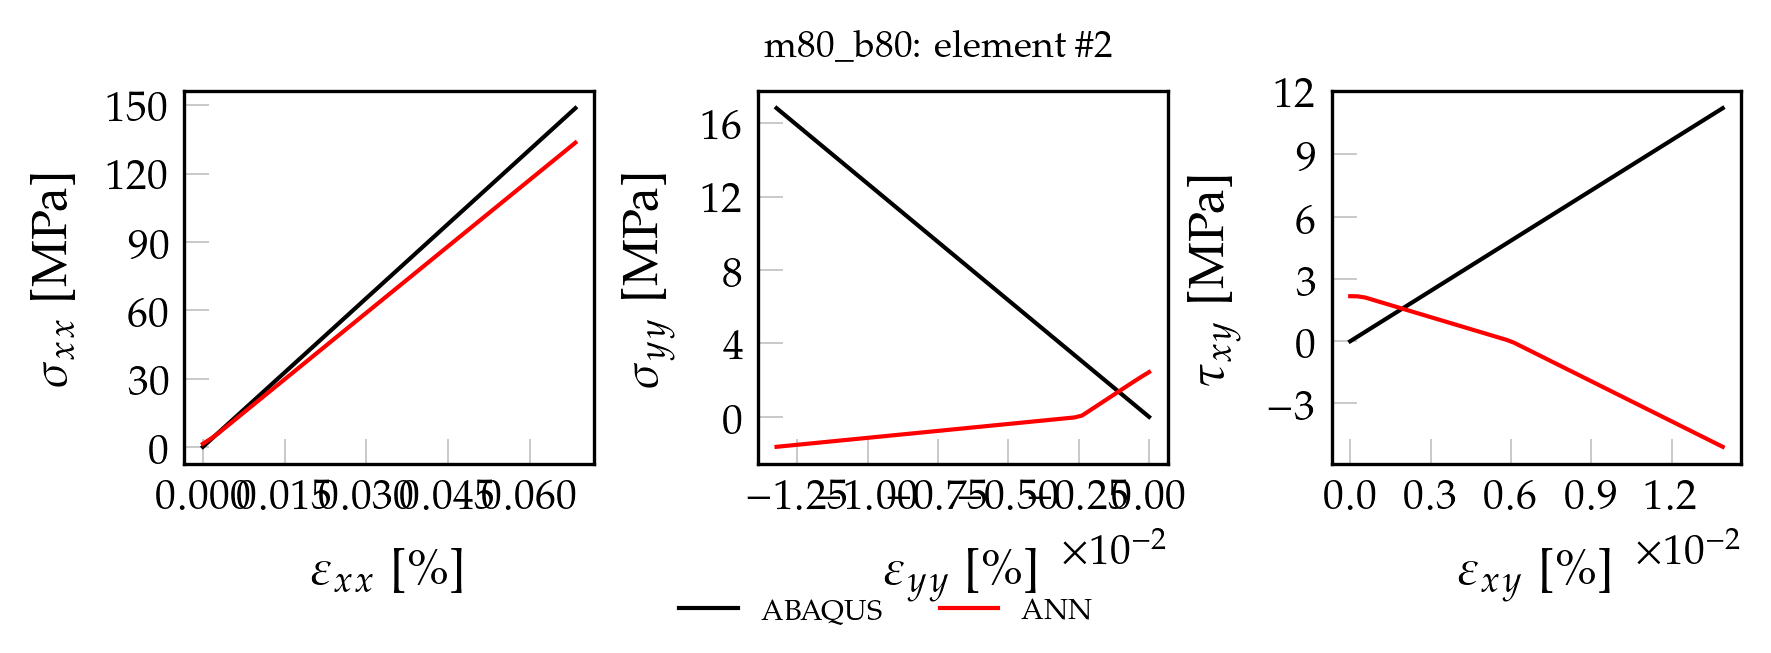 m80_b80: element #2
150
120
90
60
30
0
σxx [MPa]
0.000 0.015 0.030 0.045 0.060
εxx [%]
16
12
8
4
0
σyy [MPa]
−1.25 −1.00 −0.75 −0.50 −0.25 0.00
×10−2
εyy [%]
12
9
6
3
0
−3
τxy [MPa]
0.0 0.3 0.6 0.9 1.2
×10−2
εxy [%]
ABAQUS ANN